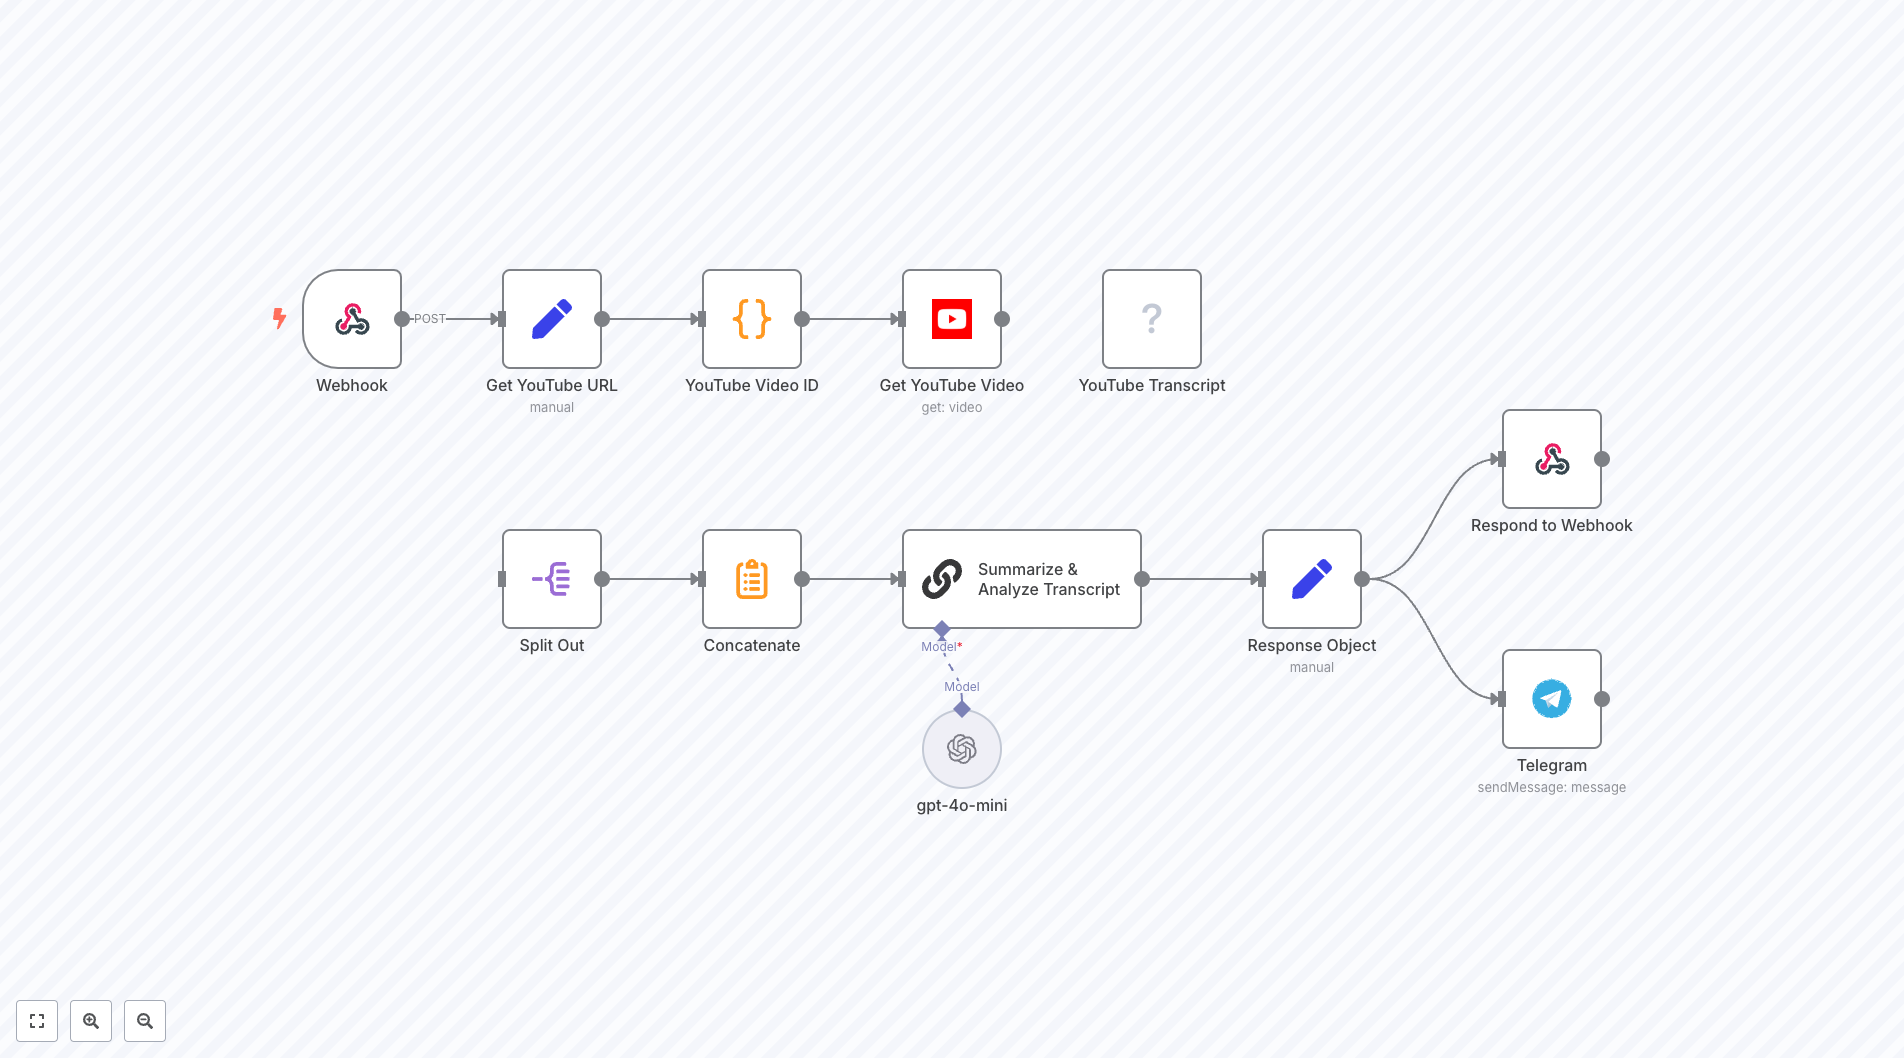 POST
Webhook
Get YouTube URL
manual
YouTube Video ID
Get YouTube Video
get: video
?
YouTube Transcript
Respond to Webhook
Split Out
Concatenate
Summarize &
Analyze Transcript
Model*
Model
gpt-4o-mini
Response Object
manual
Telegram
sendMessage: message